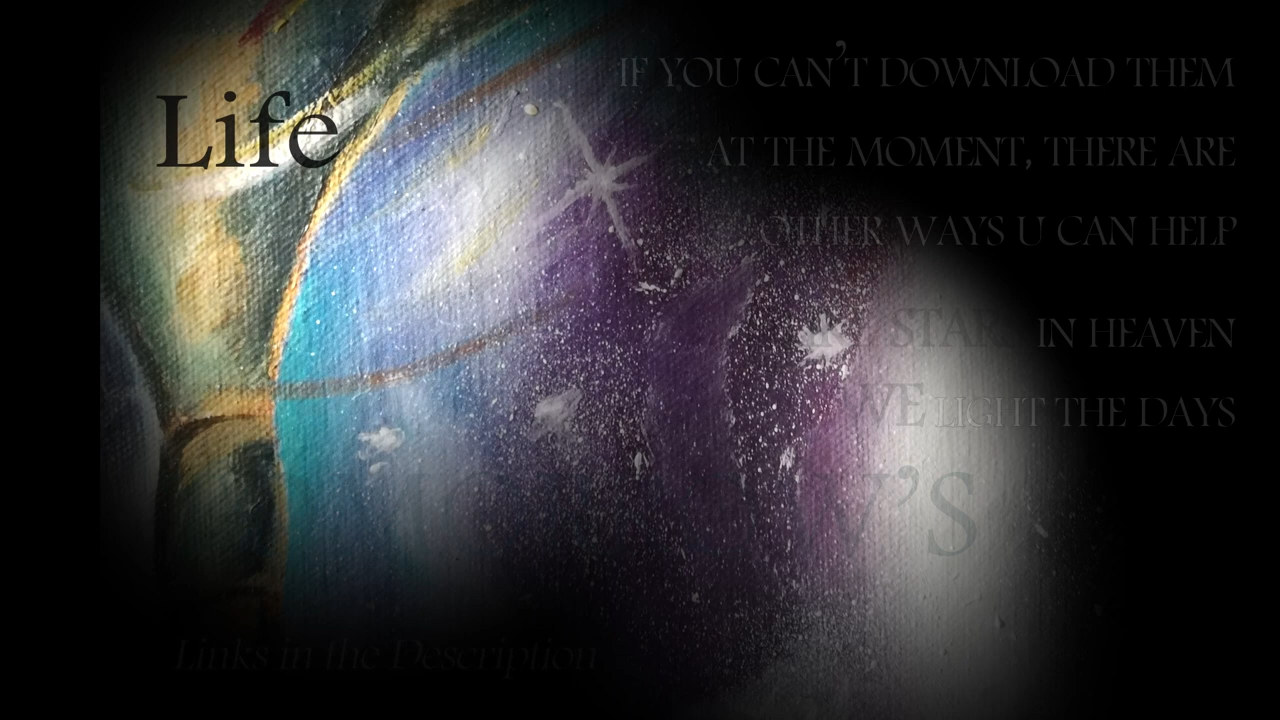 Life
IF YOU CAN'T DOWNLOAD THEM
AT THE MOMENT, THERE ARE
OTHER WAYS U CAN HELP
IN HEAVEN
WE LIGHT THE DAYS
Links in the Description